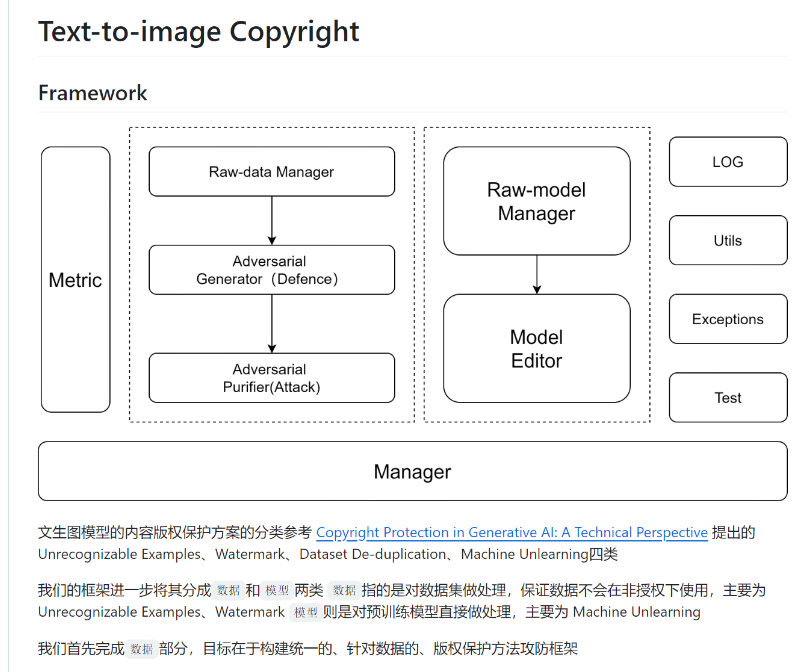 Text-to-image Copyright
Framework
Metric
Raw-data Manager
Adversarial
Generator（Defence）
Adversarial
Purifier(Attack)
Raw-model
Manager
Model
Editor
LOG
Utils
Exceptions
Test
Manager
文生图模型的内容版权保护方案的分类参考 Copyright Protection in Generative AI: A Technical Perspective 提出的
Unrecognizable Examples、Watermark、Dataset De-duplication、Machine Unlearning四类
我们的框架进一步将其分成 数据 和 模型 两类 数据 指的是对数据集做处理，保证数据不会在非授权下使用，主要为
Unrecognizable Examples、Watermark 模型 则是对预训练模型直接做处理，主要为 Machine Unlearning
我们首先完成 数据 部分，目标在于构建统一的、针对数据的、版权保护方法攻防框架